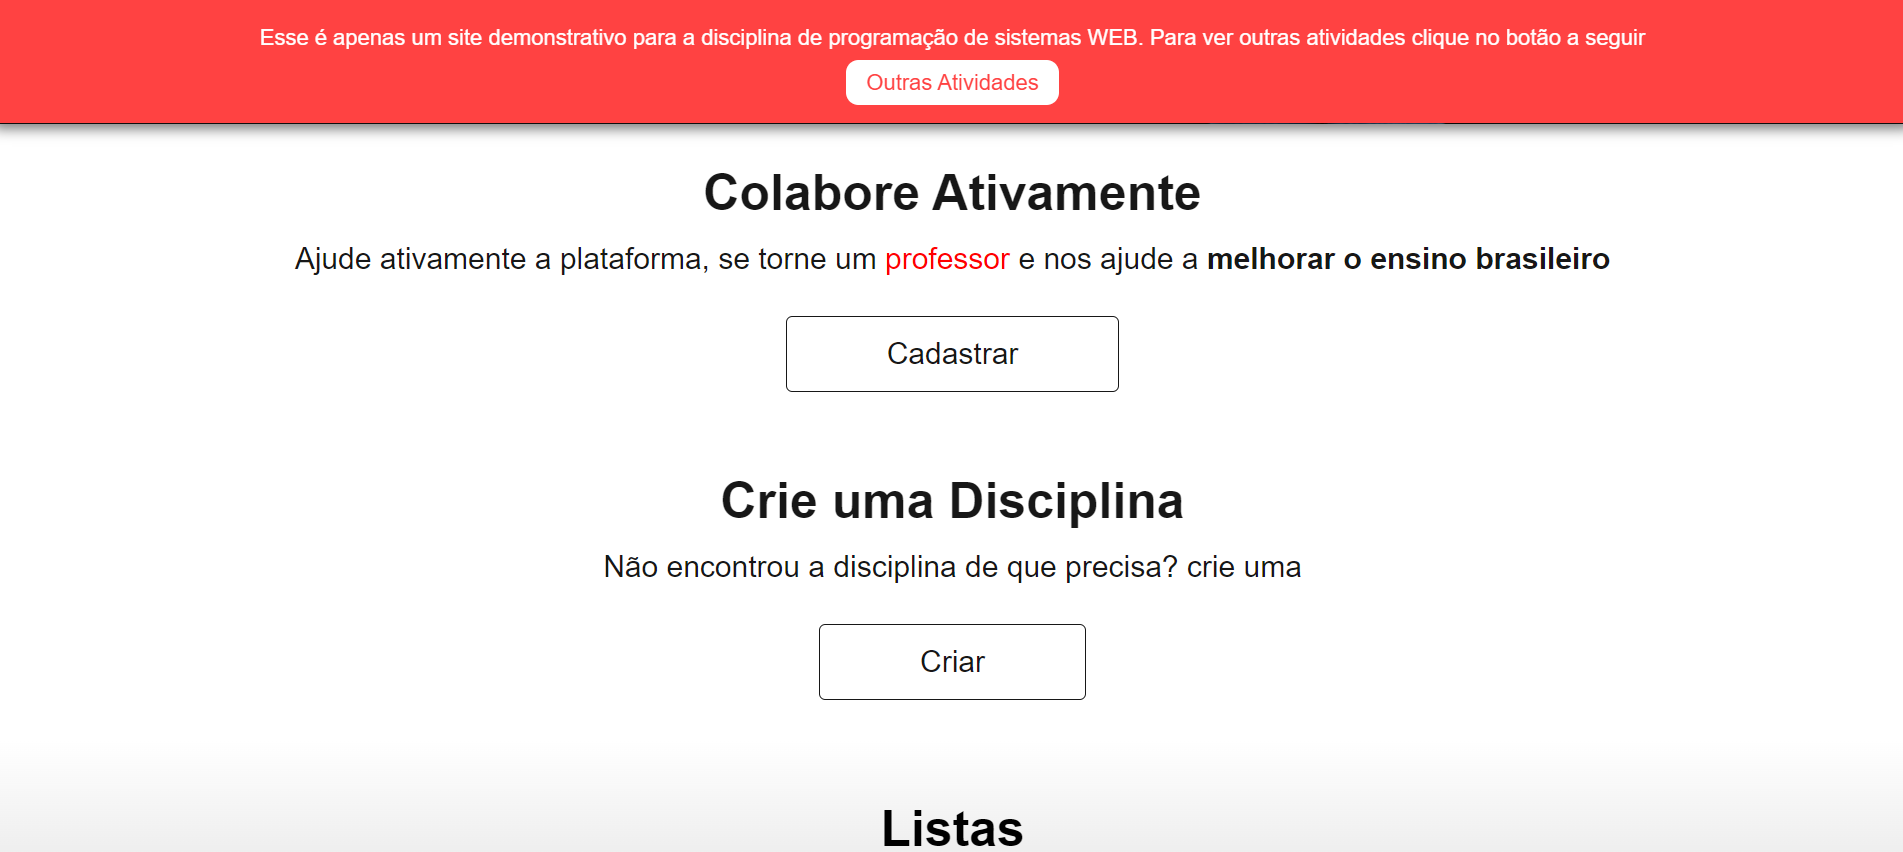 Esse é apenas um site demonstrativo para a disciplina de programação de sistemas WEB. Para ver outras atividades clique no botão a seguir
Outras Atividades
Colabore Ativamente
Ajude ativamente a plataforma, se torne um professor e nos ajude a melhorar o ensino brasileiro
Cadastrar
Crie uma Disciplina
Não encontrou a disciplina de que precisa? crie uma
Criar
Listas